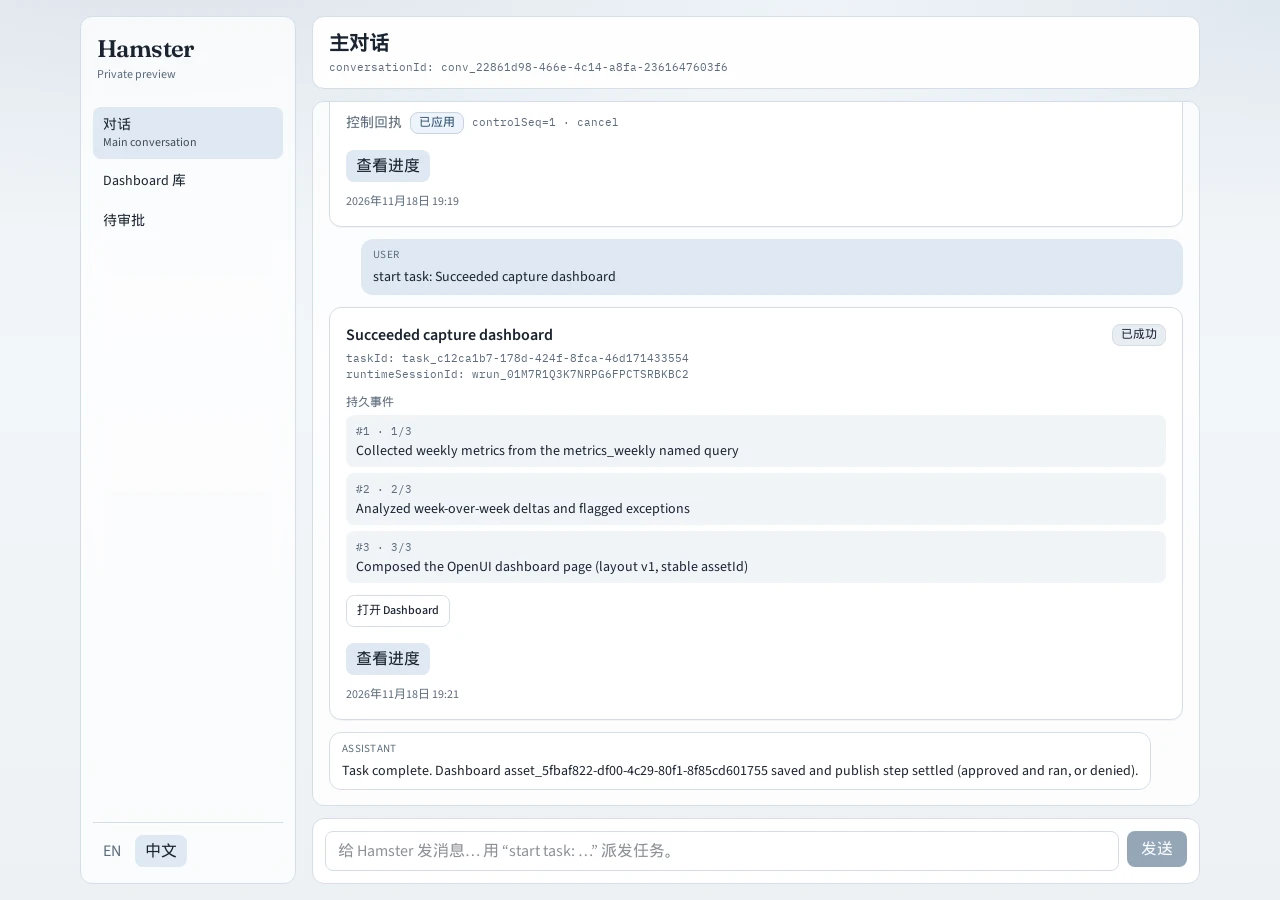 Hamster
Private preview
对话
Main conversation
Dashboard 库
待审批
EN
中文
主对话
conversationId: conv_22861d98-466e-4c14-a8fa-2361647603f6
控制回执 已应用 controlSeq=1 · cancel
查看进度
2026年11月18日 19:19
USER
start task: Succeeded capture dashboard
Succeeded capture dashboard 已成功
taskId: task_c12ca1b7-178d-424f-8fca-46d171433554
runtimeSessionId: wrun_01M7R1Q3K7NRPG6FPCTSRBKBC2
持久事件
#1 · 1/3
Collected weekly metrics from the metrics_weekly named query
#2 · 2/3
Analyzed week-over-week deltas and flagged exceptions
#3 · 3/3
Composed the OpenUI dashboard page (layout v1, stable assetId)
打开 Dashboard
查看进度
2026年11月18日 19:21
ASSISTANT
Task complete. Dashboard asset_5fbaf822-df00-4c29-80f1-8f85cd601755 saved and publish step settled (approved and ran, or denied).
给 Hamster 发消息… 用 “start task: …” 派发任务。
发送